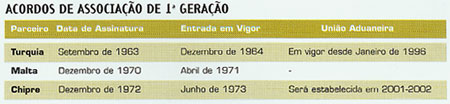 ACORDOS DE ASSOCIAÇÃO DE 1ª GERAÇÃO
Parceiro Data de Assinatura Entrada em Vigor União Aduaneira
Turquia Setembro de 1963 Dezembro de 1964 Em vigor desde Janeiro de 1996
Malta Dezembro de 1970 Abril de 1971 -
Chipre Dezembro de 1972 Junho de 1973 Será estabelecida em 2001-2002